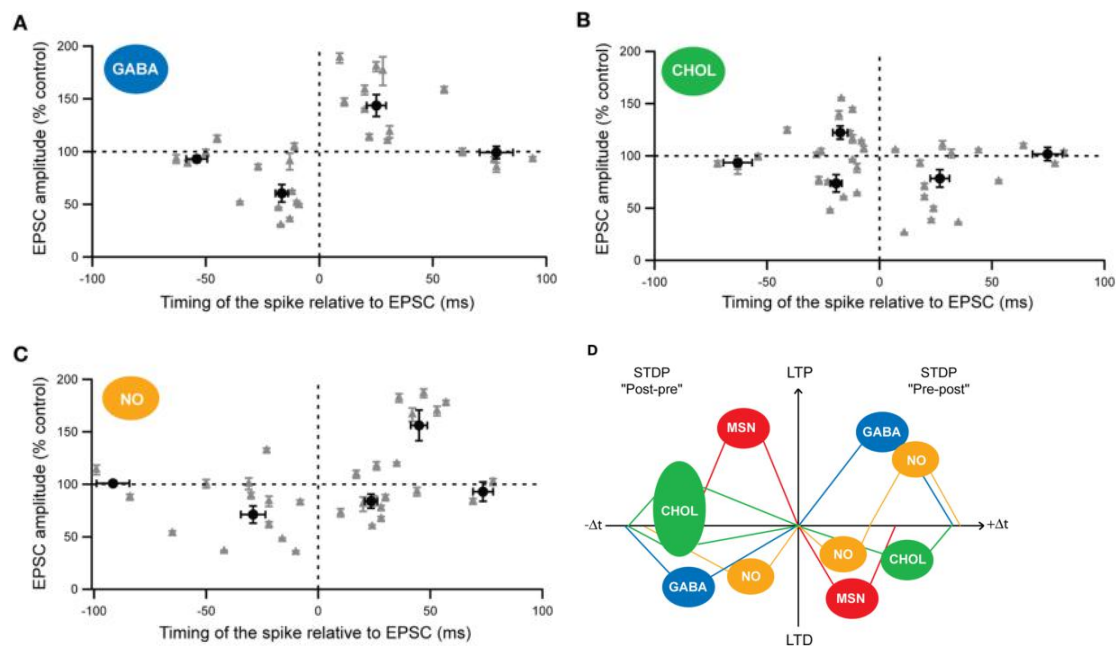 A
GABA
EPSC amplitude (% control)
200
150
100
50
0
-100
-50
0
50
100
Timing of the spike relative to EPSC (ms)
B
CHOL
EPSC amplitude (% control)
200
150
100
50
0
-100
-50
0
50
100
Timing of the spike relative to EPSC (ms)
C
NO
EPSC amplitude (% control)
200
150
100
50
0
-100
-50
0
50
100
Timing of the spike relative to EPSC (ms)
D
STDP
"Post-pre"
LTP
STDP
"Pre-post"
MSN
GABA
NO
CHOL
-Δt
+Δt
GABA
NO
NO
CHOL
MSN
LTD